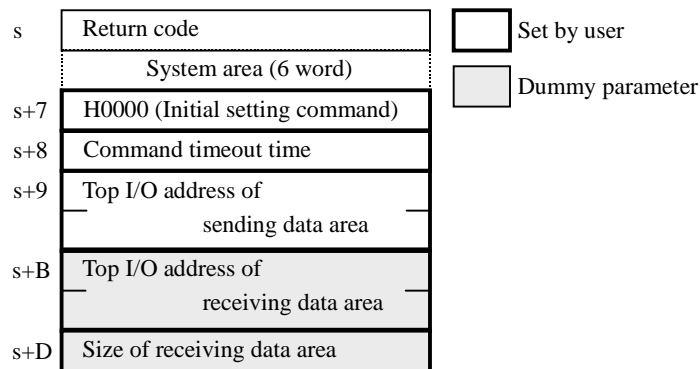 s Return code
System area (6 word)
s+7 H0000 (Initial setting command)
s+8 Command timeout time
s+9 Top I/O address of
sending data area
s+B Top I/O address of
receiving data area
s+D Size of receiving data area
Set by user
Dummy parameter